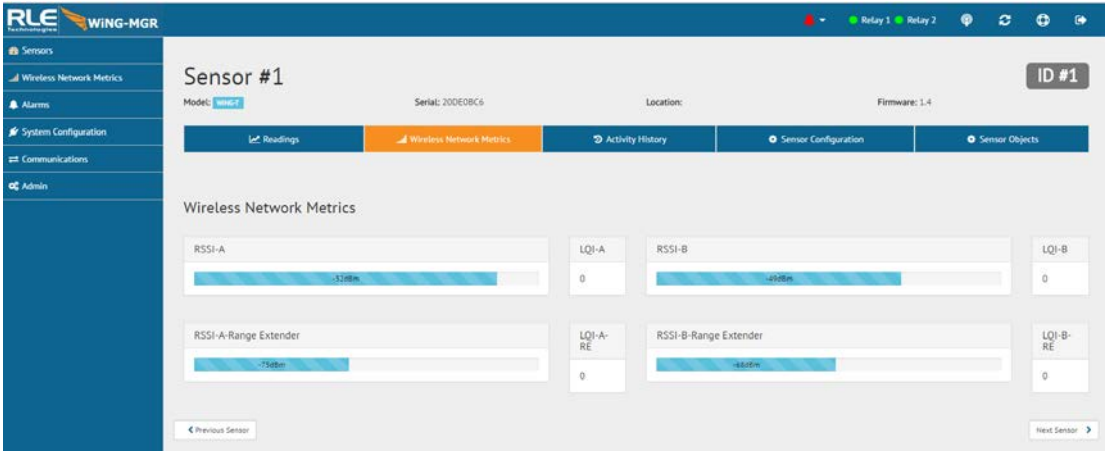 RLE WiNG-MGR
Technologies
Relay 1 Relay 2
Sensors
Wireless Network Metrics
Alarms
System Configuration
Communications
Admin
Sensor #1
ID #1
Model: WiNG-T Serial: 20DE0BC6 Location: Firmware: 1.4
Readings Wireless Network Metrics Activity History Sensor Configuration Sensor Objects
Wireless Network Metrics
RSSI-A LQI-A RSSI-B LQI-B
-32dBm 0 -49dBm 0
RSSI-A-Range Extender LQI-A-RE RSSI-B-Range Extender LQI-B-RE
-75dBm 0 -68dBm 0
Previous Sensor Next Sensor